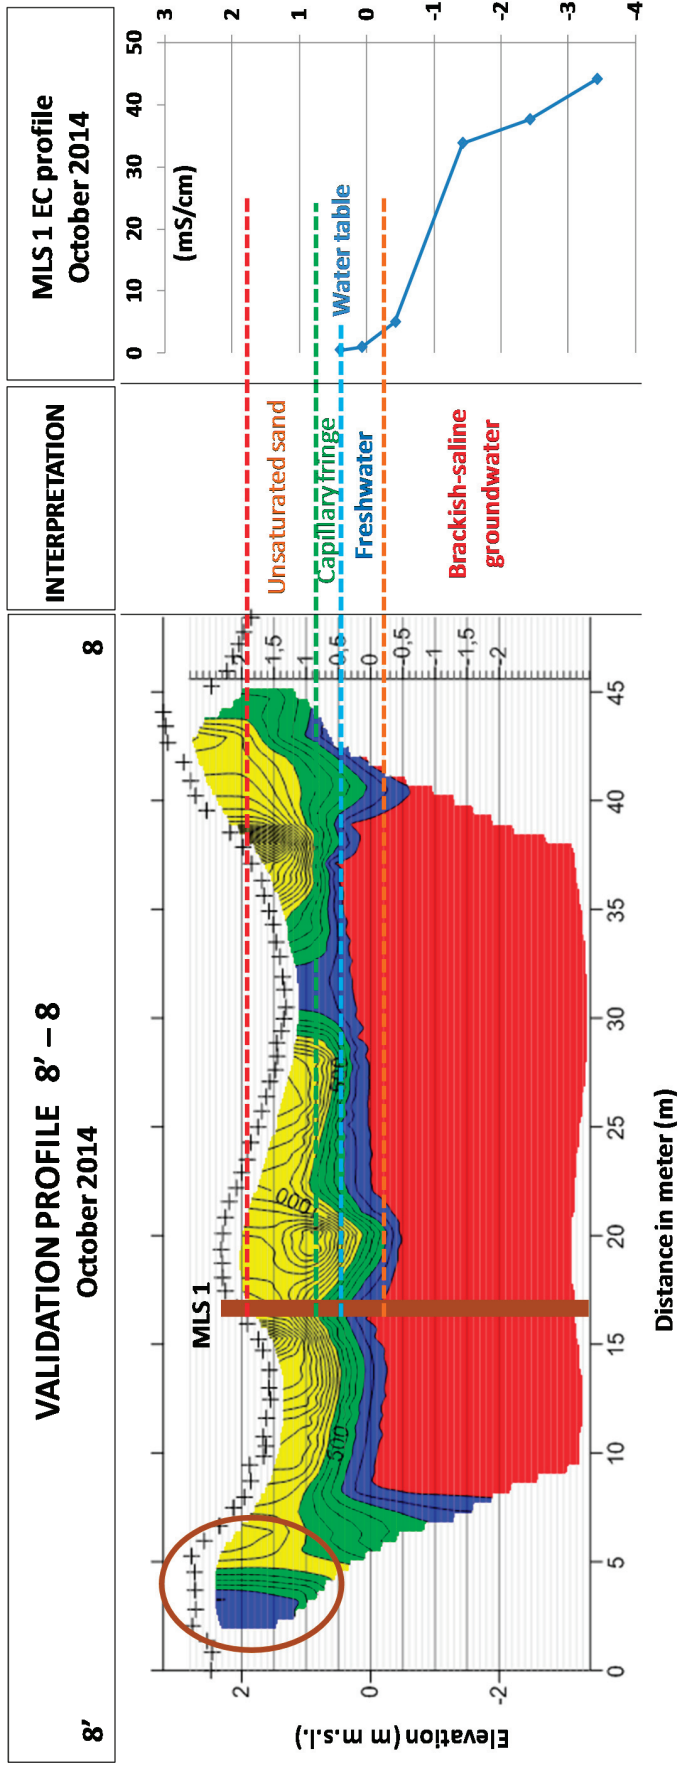 VALIDATION PROFILE 8’ – 8
October 2014
8’
8
INTERPRETATION
MLS 1 EC profile
October 2014
MLS 1
Elevation (m m.s.l.)
2
0
-2
0
5
10
15
20
25
30
35
40
45
Distance in meter (m)
500
000
500
2
1,5
1
0,5
0
-0,5
-1
-1,5
-2
Unsaturated sand
Capillary fringe
Freshwater
Brackish-saline
groundwater
Water table
(mS/cm)
0
10
20
30
40
50
3
2
1
0
-1
-2
-3
-4